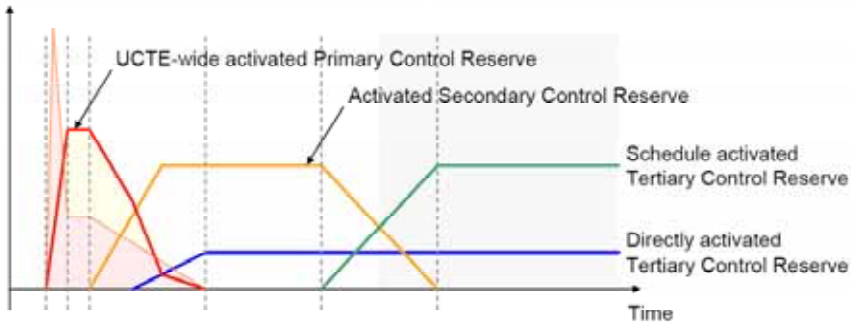 UCTE-wide activated Primary Control Reserve
Activated Secondary Control Reserve
Schedule activated
Tertiary Control Reserve
Directly activated
Tertiary Control Reserve
Time